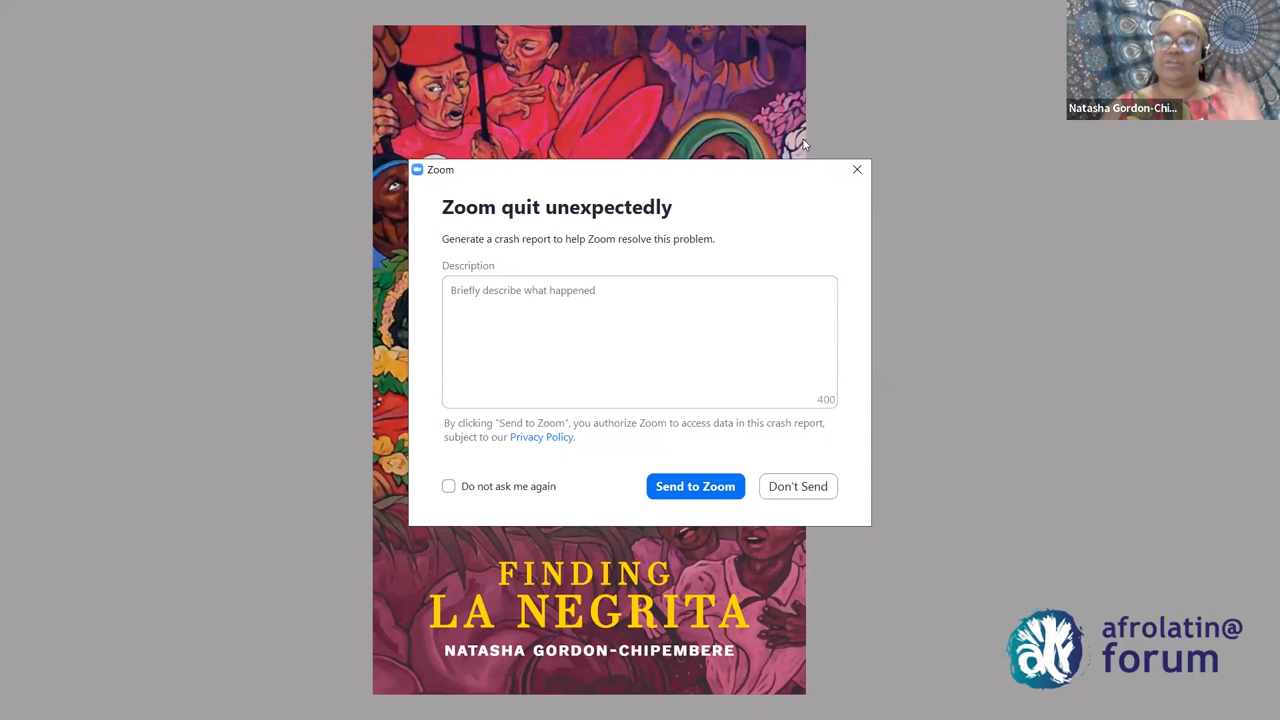 Natasha Gordon-Chi...
Zoom
Zoom quit unexpectedly
Generate a crash report to help Zoom resolve this problem.
Description
Briefly describe what happened
400
By clicking "Send to Zoom", you authorize Zoom to access data in this crash report,
subject to our Privacy Policy.
Do not ask me again
Send to Zoom
Don't Send
FINDING
LA NEGRITA
NATASHA GORDON-CHIPEMBERE
afrolatin@
forum